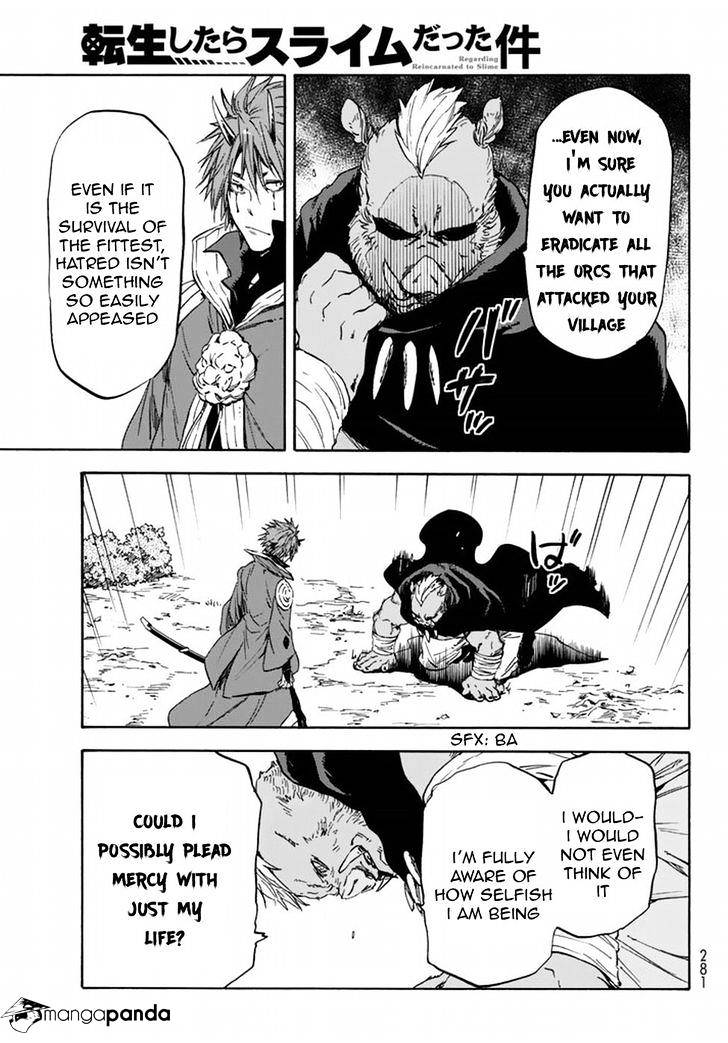 転生したらスライムだった件
Regarding
Reincarnated to Slime
...EVEN NOW,
I'M SURE
YOU ACTUALLY
WANT TO
ERADICATE ALL
THE ORCS THAT
ATTACKED YOUR
VILLAGE
バサッ
EVEN IF IT
IS THE
SURVIVAL OF
THE FITTEST,
HATRED ISN'T
SOMETHING
SO EASILY
APPEASED
ばっ
SFX: BA
I WOULD-
I WOULD
NOT EVEN
THINK OF
IT
I'M FULLY
AWARE OF
HOW SELFISH
I AM BEING
COULD I
POSSIBLY PLEAD
MERCY WITH
JUST MY
LIFE?
281
mangapanda